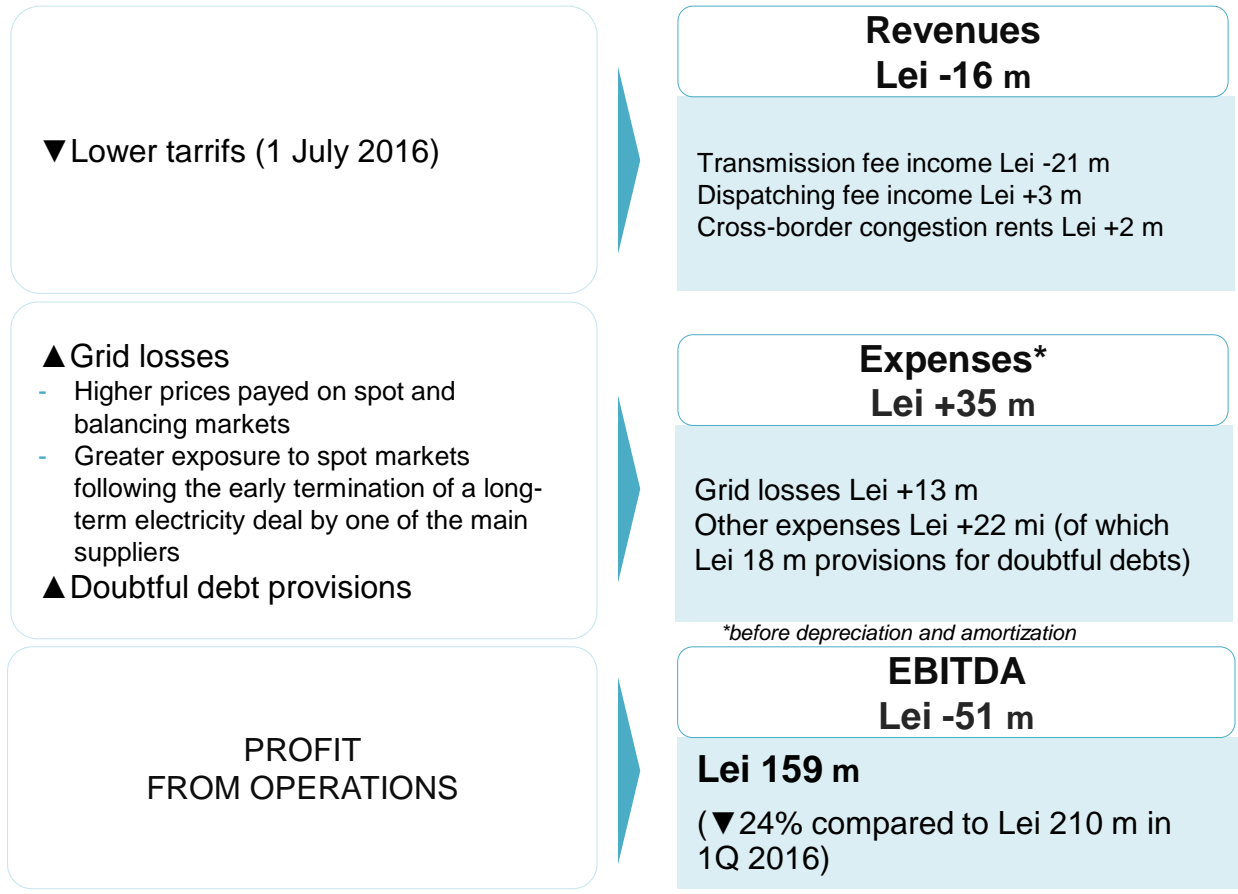 ▼Lower tarrifs (1 July 2016)
Revenues
Lei -16 m
Transmission fee income Lei -21 m
Dispatching fee income Lei +3 m
Cross-border congestion rents Lei +2 m
▲Grid losses
- Higher prices payed on spot and
balancing markets
- Greater exposure to spot markets
following the early termination of a long-
term electricity deal by one of the main
suppliers
▲Doubtful debt provisions
Expenses*
Lei +35 m
Grid losses Lei +13 m
Other expenses Lei +22 mi (of which
Lei 18 m provisions for doubtful debts)
*before depreciation and amortization
PROFIT
FROM OPERATIONS
EBITDA
Lei -51 m
Lei 159 m
(▼24% compared to Lei 210 m in
1Q 2016)